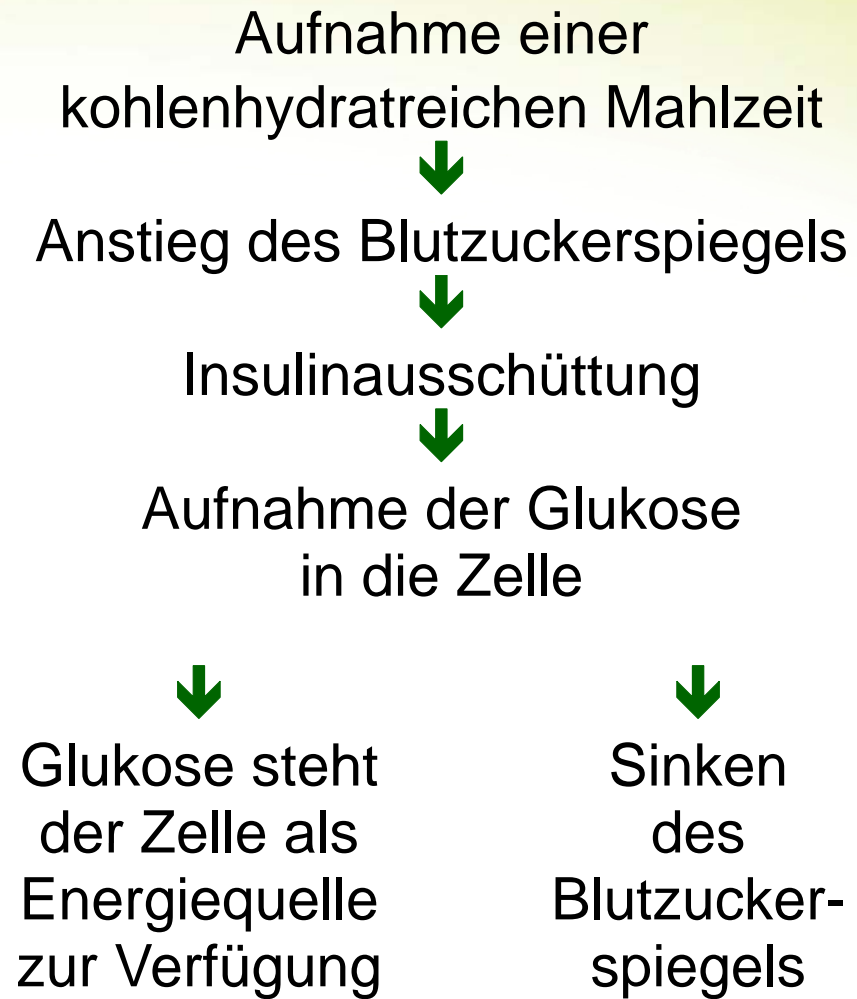 Aufnahme einer
kohlenhydratreichen Mahlzeit
Anstieg des Blutzuckerspiegels
Insulinausschüttung
Aufnahme der Glukose
in die Zelle
Glukose steht
der Zelle als
Energiequelle
zur Verfügung
Sinken
des
Blutzucker-
spiegels